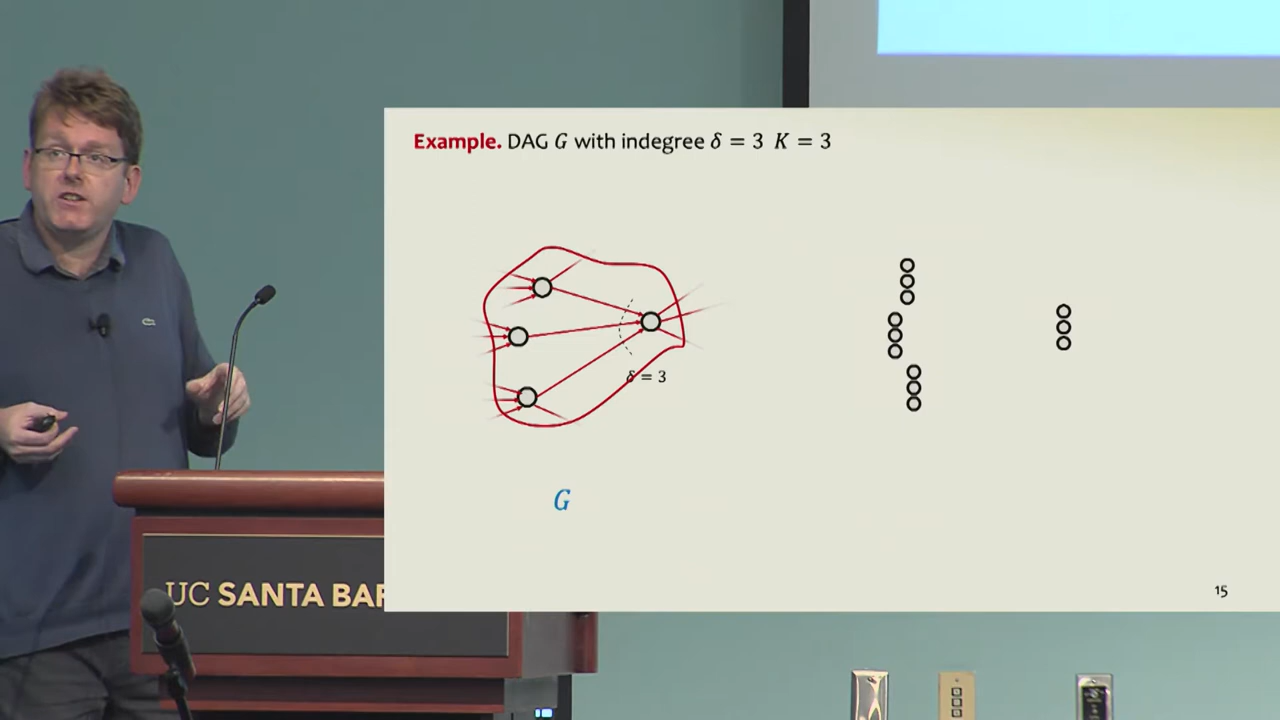 Example. DAG G with indegree δ = 3 K = 3
δ = 3
G
15
UC SANTA BAR